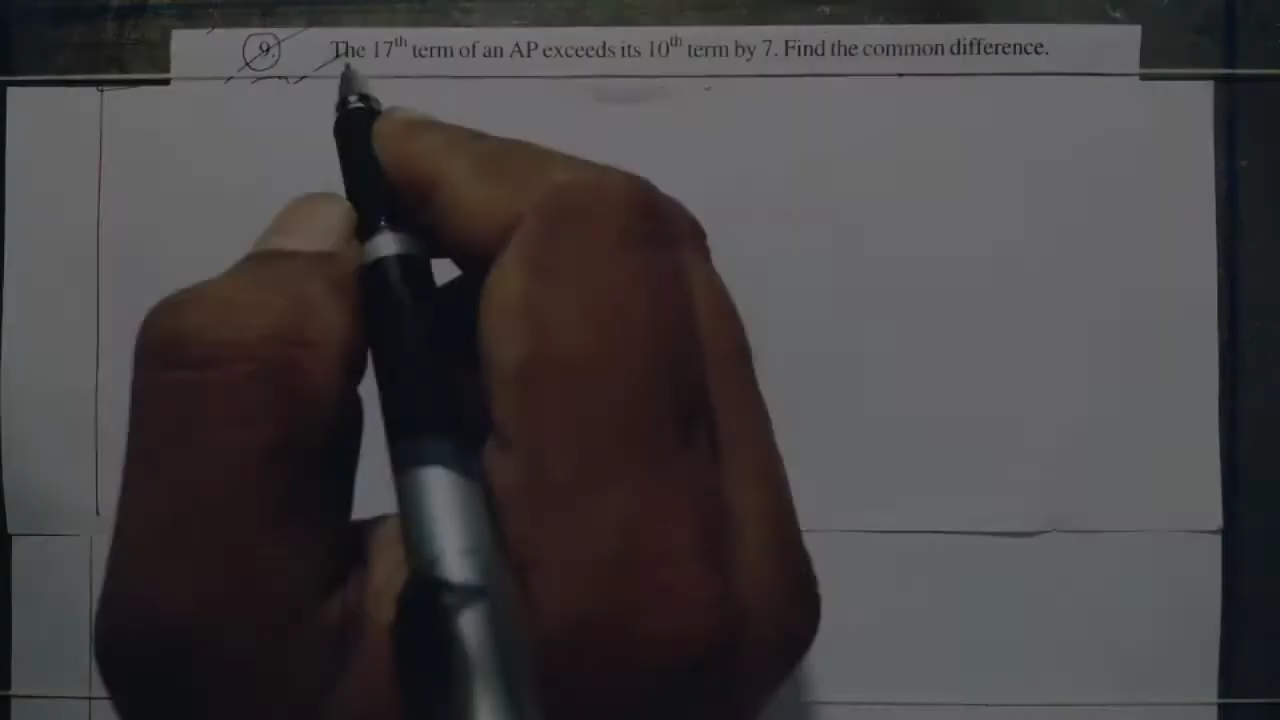 9. The 17th term of an AP exceeds its 10th term by 7. Find the common difference.